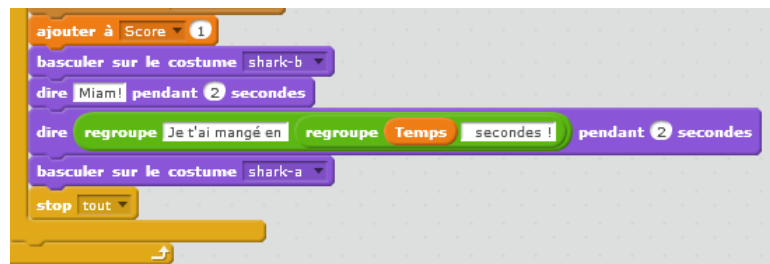 ajouter à Score 1
basculer sur le costume shark-b
dire Miam! pendant 2 secondes
dire regroupe Je t'ai mangé en regroupe Temps secondes ! pendant 2 secondes
basculer sur le costume shark-a
stop tout